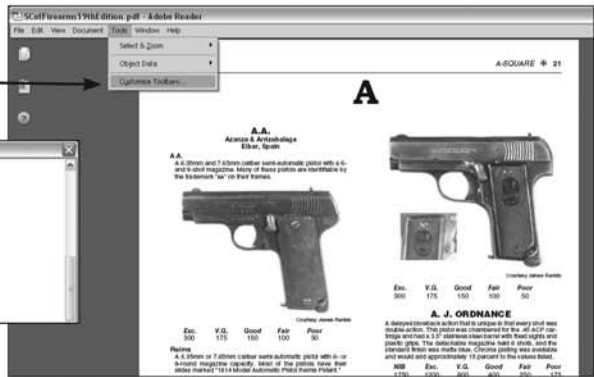 SCotFirearms19thEdition.pdf - Adobe Reader
File Edit View Document Tools Window Help
Select & Zoom
Object Data
Customize Toolbars...
A-SQUARE ✻ 21
A
A.A.
Azanza & Arrizabalaga
Eibar, Spain
A.A.
A 6.35mm and 7.65mm caliber semi-automatic pistol with a 6-
and 9-shot magazine. Many of these pistols are identifiable by
the trademark "AA" on their frames.
Courtesy James Rankin
Exc. V.G. Good Fair Poor
300 175 150 100 50
Reims
A 6.35mm or 7.65mm caliber semi-automatic pistol with 6- or
8-round magazine capacity. Most of the pistols have their
slides marked "1914 Model Automatic Pistol Reims Patent."
Courtesy James Rankin
Exc. V.G. Good Fair Poor
300 175 150 100 50
A. J. ORDNANCE
A delayed blowback action that is unique in that every shot was
double-action. This pistol was chambered for the .45 ACP car-
tridge and had a 3.5" stainless steel barrel with fixed sights and
plastic grips. The detachable magazine held 6 shots, and the
standard finish was matte blue. Chrome plating was available
and would add approximately 15 percent to the values listed.
NIB Exc. V.G. Good Fair Poor